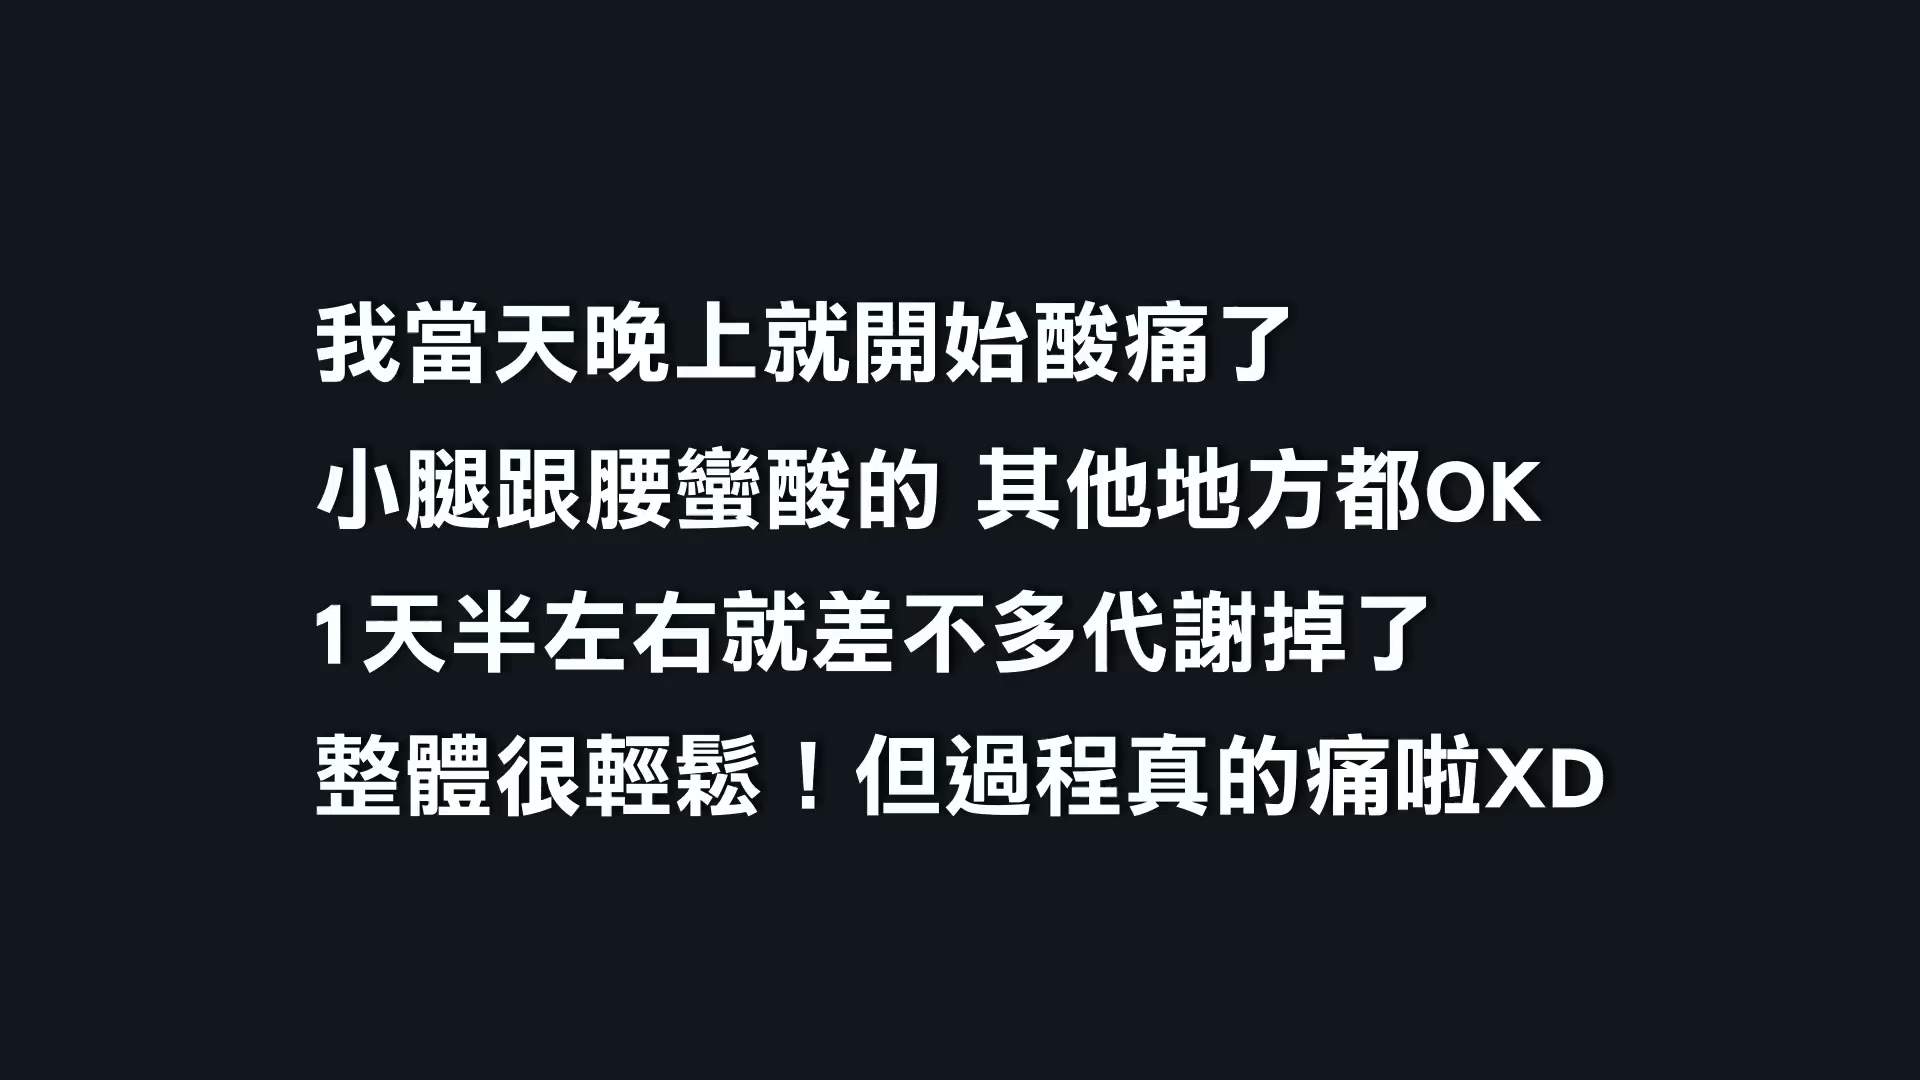 我當天晚上就開始酸痛了
小腿跟腰蠻酸的 其他地方都OK
1天半左右就差不多代謝掉了
整體很輕鬆！但過程真的痛啦XD